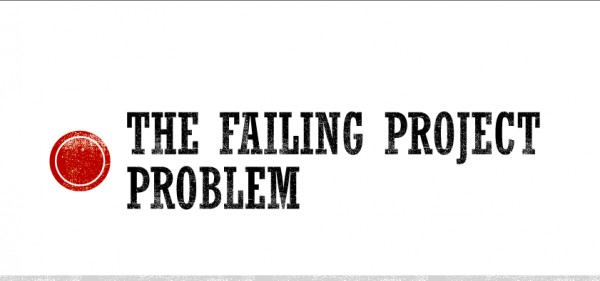 THE FAILING PROJECT
PROBLEM